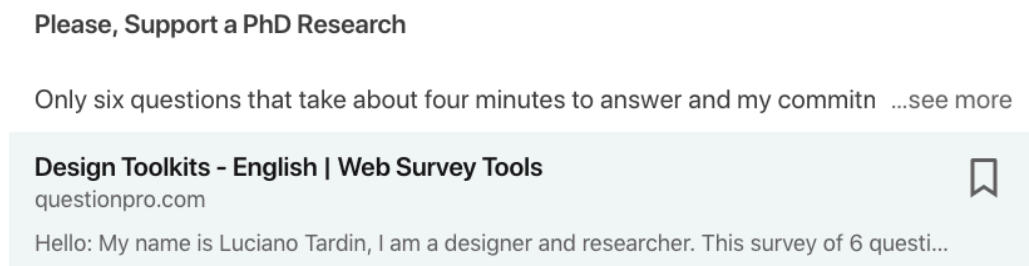 Please, Support a PhD Research
Only six questions that take about four minutes to answer and my commitn ...see more
Design Toolkits - English | Web Survey Tools
questionpro.com
Hello: My name is Luciano Tardin, I am a designer and researcher. This survey of 6 questi...